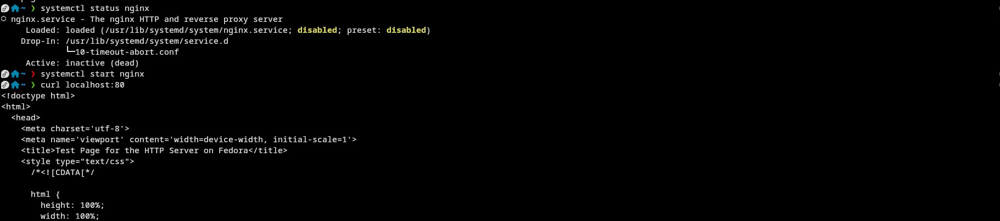 ~ ❯ systemctl status nginx
○ nginx.service - The nginx HTTP and reverse proxy server
     Loaded: loaded (/usr/lib/systemd/system/nginx.service; disabled; preset: disabled)
    Drop-In: /usr/lib/systemd/system/service.d
             └─10-timeout-abort.conf
     Active: inactive (dead)
~ ❯ systemctl start nginx
~ ❯ curl localhost:80
<!doctype html>
<html>
  <head>
    <meta charset='utf-8'>
    <meta name='viewport' content='width=device-width, initial-scale=1'>
    <title>Test Page for the HTTP Server on Fedora</title>
    <style type="text/css">
      /*<![CDATA[*/

      html {
        height: 100%;
        width: 100%;